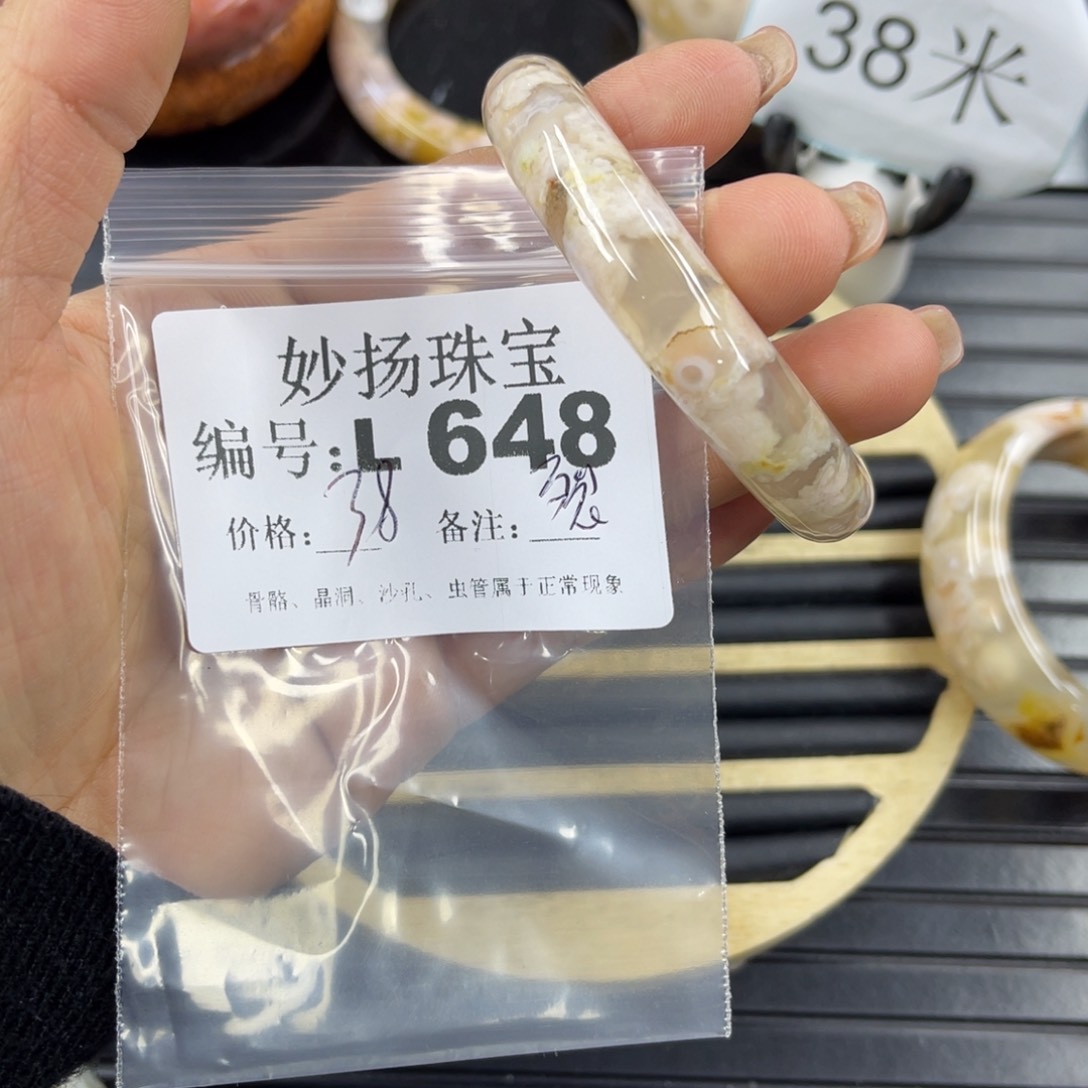 38米
妙扬珠宝
编号:L 648
价格:38 备注:
骨骼、晶洞、沙孔、虫管属于正常现象